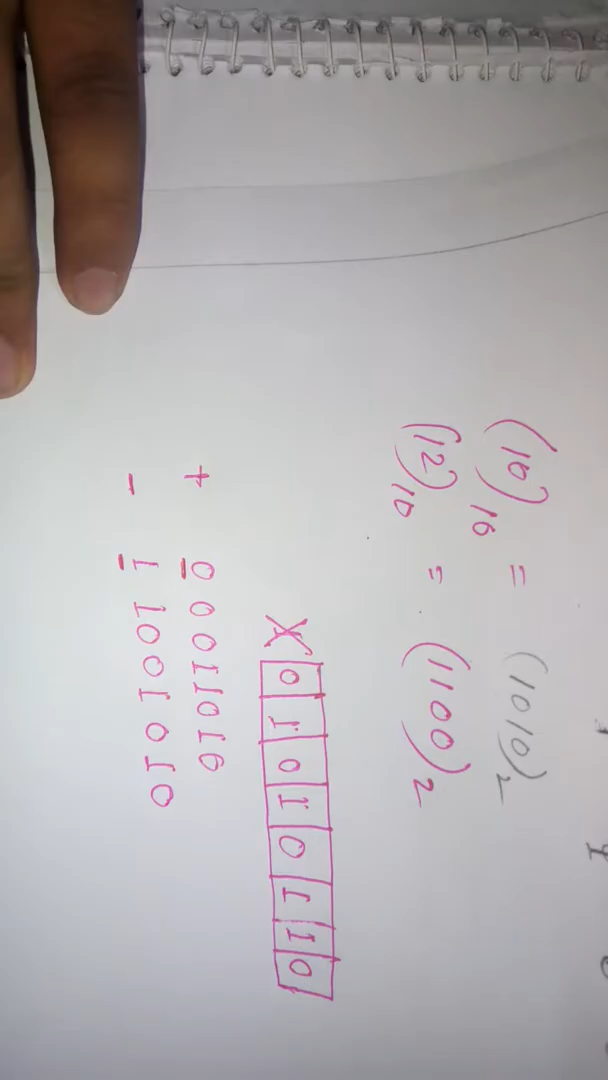 (10)₁₀ = (1010)₂
(12)₁₀ = (1100)₂
X 0 1 0 1 0 1 1 0
+ 0 0 0 1 1 0 1 0
- 1 1 0 0 1 0 1 0